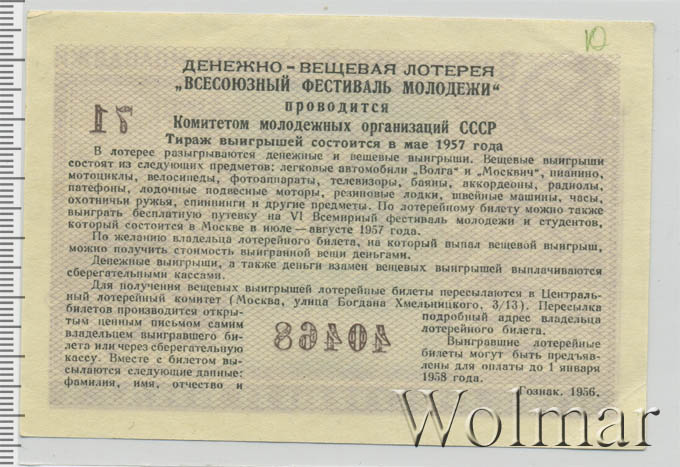 10
ДЕНЕЖНО-ВЕЩЕВАЯ ЛОТЕРЕЯ
„ВСЕСОЮЗНЫЙ ФЕСТИВАЛЬ МОЛОДЕЖИ“
проводится
71
Комитетом молодежных организаций СССР
Тираж выигрышей состоится в мае 1957 года
В лотерее разыгрываются денежные и вещевые выигрыши. Вещевые выигрыши
состоят из следующих предметов: легковые автомобили „Волга“ и „Москвич“, пианино,
мотоциклы, велосипеды, фотоаппараты, телевизоры, баяны, аккордеоны, радиолы,
патефоны, лодочные подвесные моторы, резиновые лодки, швейные машины, часы,
охотничьи ружья, спиннинги и другие предметы. По лотерейному билету можно также
выиграть бесплатную путевку на VI Всемирный фестиваль молодежи и студентов,
который состоится в Москве в июле—августе 1957 года.
По желанию владельца лотерейного билета, на который выпал вещевой выигрыш,
можно получить стоимость выигранной вещи деньгами.
Денежные выигрыши, а также деньги взамен вещевых выигрышей выплачиваются
сберегательными кассами.
Для получения вещевых выигрышей лотерейные билеты пересылаются в Централь-
ный лотерейный комитет (Москва, улица Богдана Хмельницкого, 3/13). Пересылка
билетов производится откры-
тым ценным письмом самим
владельцем выигравшего би-
лета или через сберегательную
кассу. Вместе с билетом вы-
сылаются следующие данные:
фамилия, имя, отчество и
40468
подробный адрес владельца
лотерейного билета.
Выигравшие лотерейные
билеты могут быть предъяв-
лены для оплаты до 1 января
1958 года.
Гознак. 1956.
Wolmar